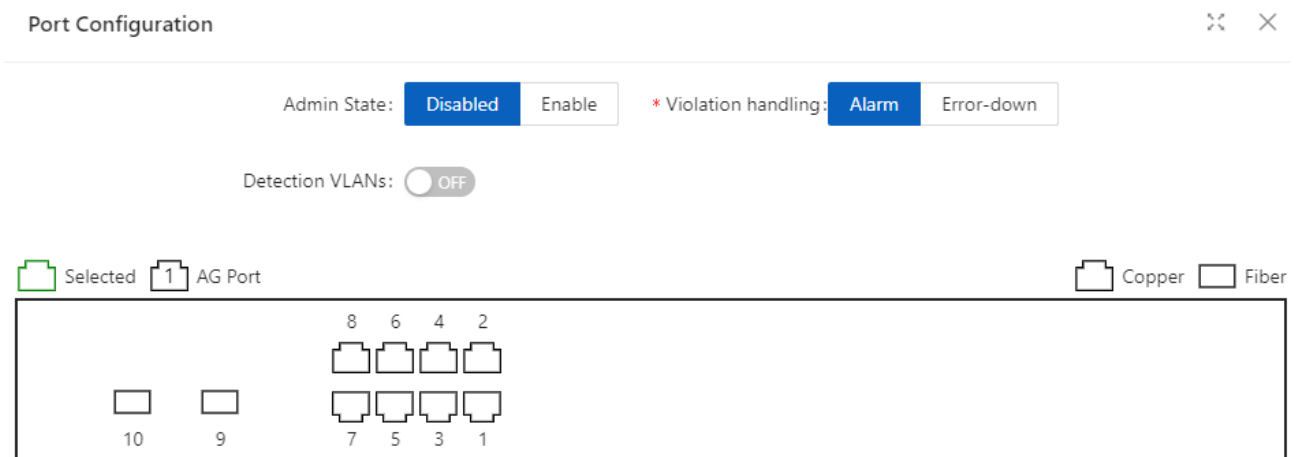 Port Configuration
Admin State: Disabled Enable * Violation handling: Alarm Error-down
Detection VLANs: OFF
Selected 1 AG Port Copper Fiber
8 6 4 2
10 9 7 5 3 1